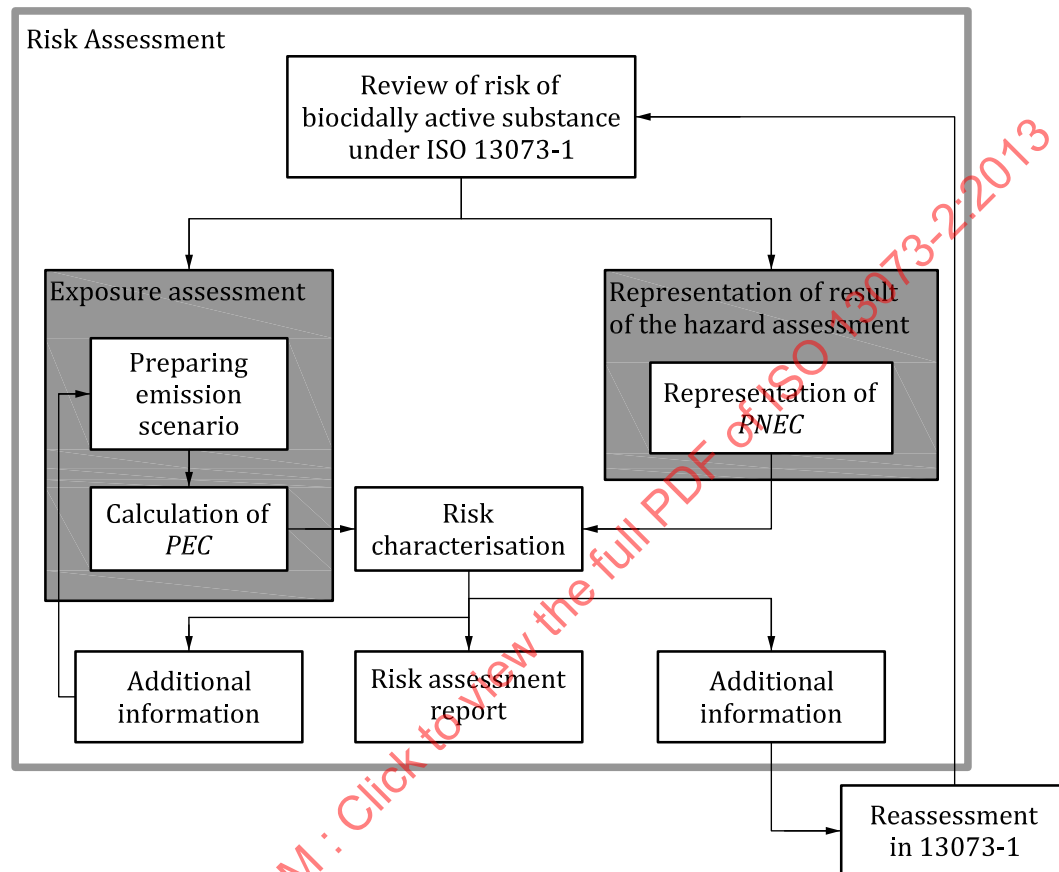 Risk Assessment
Review of risk of
biocidally active substance
under ISO 13073-1
Exposure assessment
Representation of result
of the hazard assessment
Preparing
emission
scenario
Representation of
PNEC
Calculation of
PEC
Risk
characterisation
Additional
information
Risk assessment
report
Additional
information
Reassessment
in 13073-1
M : Click to view the full PDF of ISO 13073-2:2013